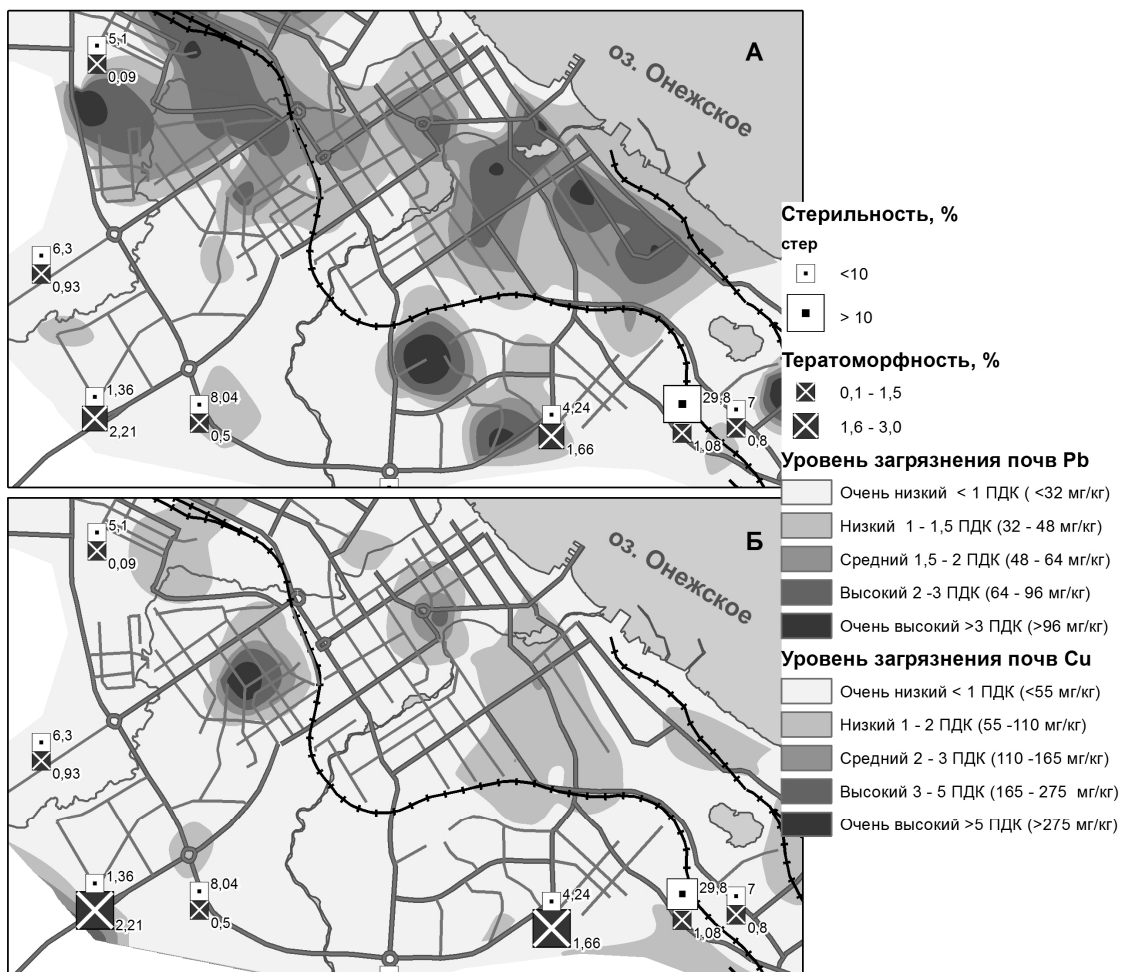 А
оз. Онежское
5,1
0,09
6,3
0,93
1,36
2,21
8,04
0,5
4,24
1,66
29,8
1,08
7
0,8
Стерильность, %
стер
<10
> 10
Тератоморфность, %
0,1 - 1,5
1,6 - 3,0
Уровень загрязнения почв Pb
Очень низкий < 1 ПДК ( <32 мг/кг)
Низкий 1 - 1,5 ПДК (32 - 48 мг/кг)
Средний 1,5 - 2 ПДК (48 - 64 мг/кг)
Высокий 2 -3 ПДК (64 - 96 мг/кг)
Очень высокий >3 ПДК (>96 мг/кг)
Уровень загрязнения почв Cu
Очень низкий < 1 ПДК (<55 мг/кг)
Низкий 1 - 2 ПДК (55 -110 мг/кг)
Средний 2 - 3 ПДК (110 -165 мг/кг)
Высокий 3 - 5 ПДК (165 - 275 мг/кг)
Очень высокий >5 ПДК (>275 мг/кг)
Б
оз. Онежское
5,1
0,09
6,3
0,93
1,36
2,21
8,04
0,5
4,24
1,66
29,8
1,08
7
0,8